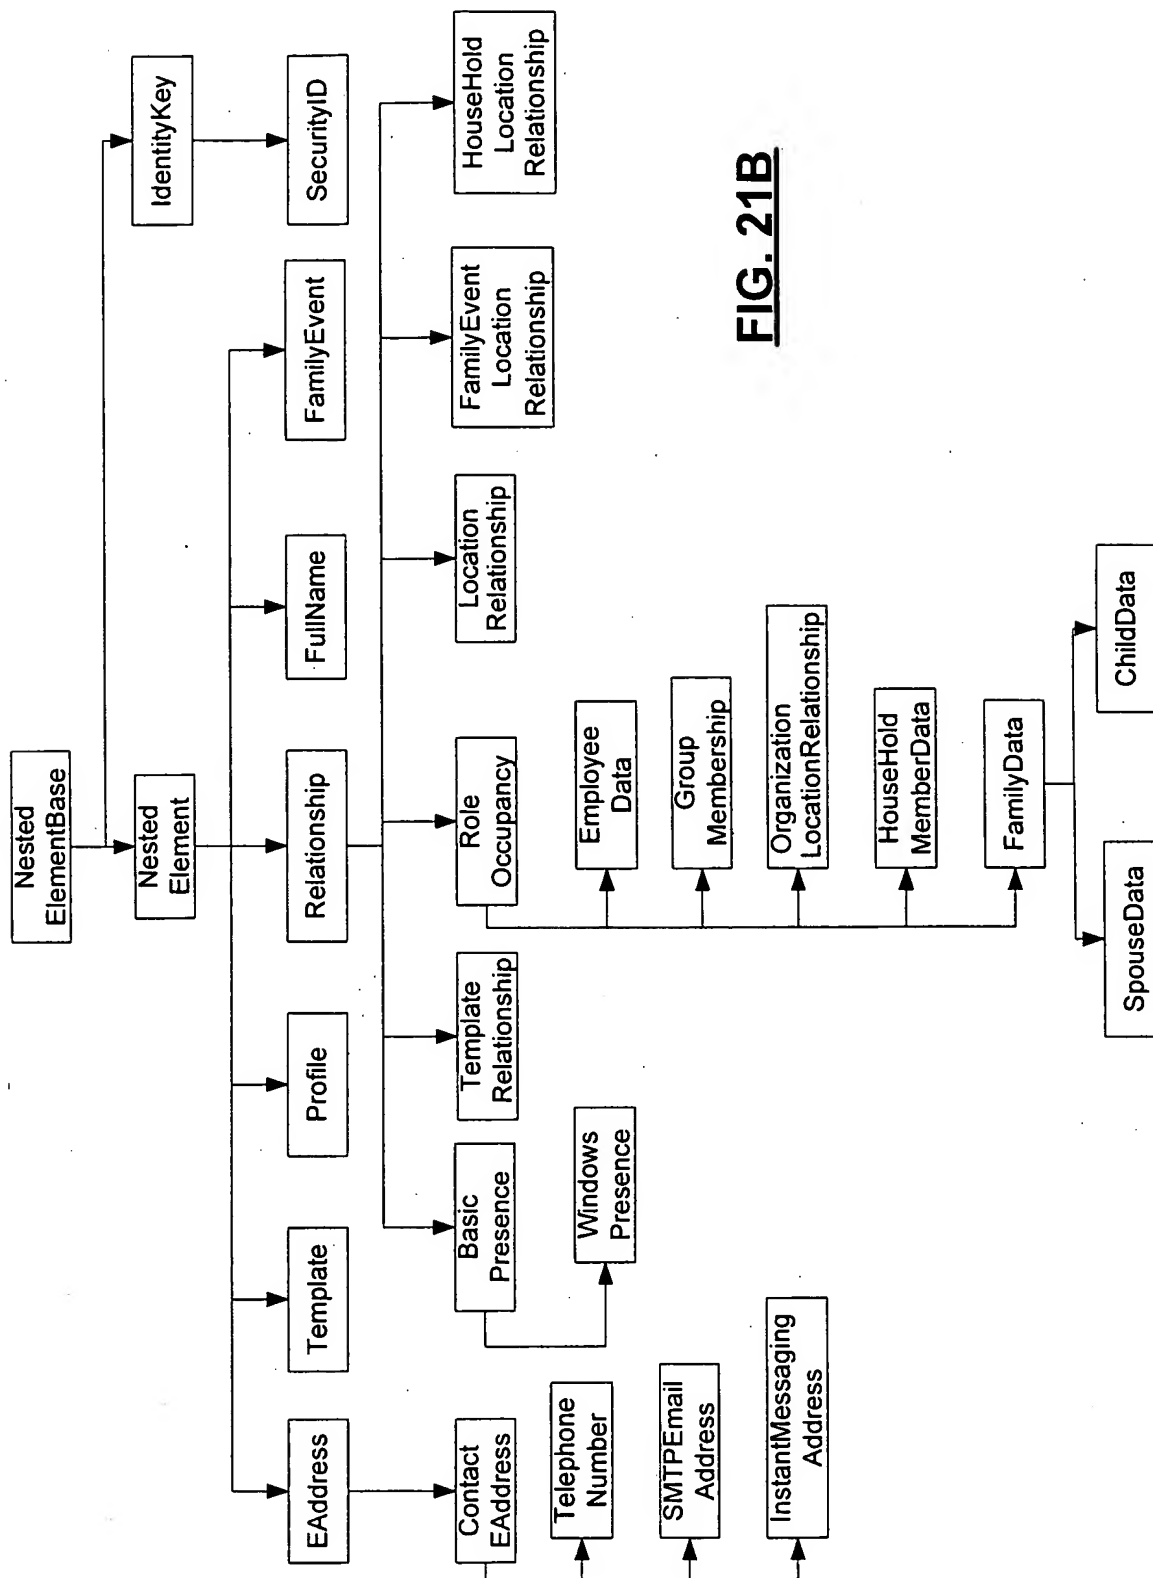 Nested
ElementBase
Nested
Element
IdentityKey
EAddress
Template
Profile
Relationship
FullName
FamilyEvent
SecurityID
Contact
EAddress
Basic
Presence
Template
Relationship
Role
Occupancy
Location
Relationship
FamilyEvent
Location
Relationship
HouseHold
Location
Relationship
Telephone
Number
SMTPEmail
Address
InstantMessaging
Address
Windows
Presence
Employee
Data
Group
Membership
Organization
LocationRelationship
HouseHold
MemberData
FamilyData
SpouseData
ChildData
FIG. 21B